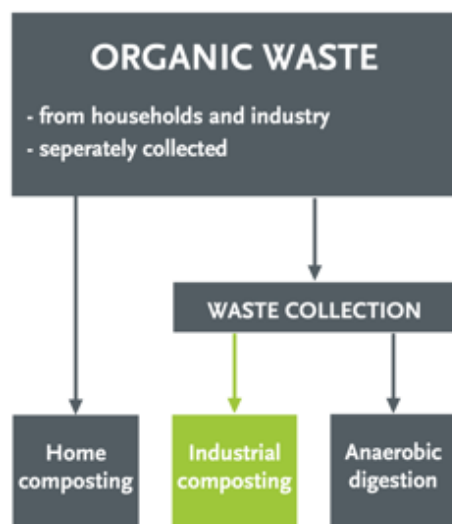 ORGANIC WASTE
- from households and industry
- seperately collected
WASTE COLLECTION
Home
composting
Industrial
composting
Anaerobic
digestion